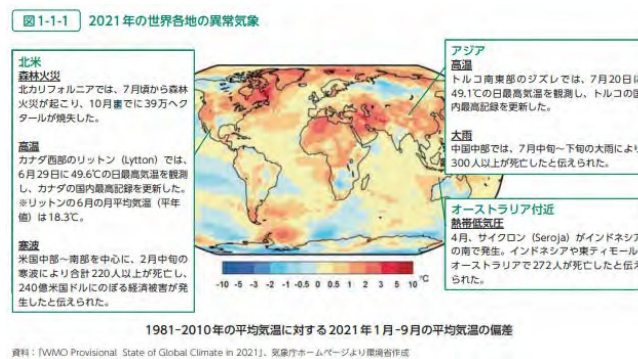 図1-1-1 2021年の世界各地の異常気象
北米
森林火災
北カリフォルニアでは、7月頃から森林
火災が起こり、10月までに39万ヘク
タールが焼失した。
高温
カナダ西部のリットン（Lytton）では、
6月29日に49.6℃の日最高気温を観測
し、カナダの国内最高記録を更新した。
※リットンの6月の月平均気温（平年
値）は18.3℃。
寒波
米国中部～南部を中心に、2月中旬の
寒波により合計220人以上が死亡し、
240億米国ドルにのぼる経済被害が発
生したと伝えられた。
アジア
高温
トルコ南東部のジズレでは、7月20日に
49.1℃の日最高気温を観測し、トルコの国
内最高記録を更新した。
大雨
中国中部では、7月中旬～下旬の大雨により
300人以上が死亡したと伝えられた。
オーストラリア付近
熱帯低気圧
4月、サイクロン（Seroja）がインドネシア
の南で発生。インドネシアや東ティモール、
オーストラリアで272人が死亡したと伝え
られた。
-10 -5 -3 -2 -1 -0.5 0 0.5 1 2 3 5 10 ℃
1981-2010年の平均気温に対する2021年1月-9月の平均気温の偏差
資料：「WMO Provisional State of Global Climate in 2021」、気象庁ホームページより環境省作成